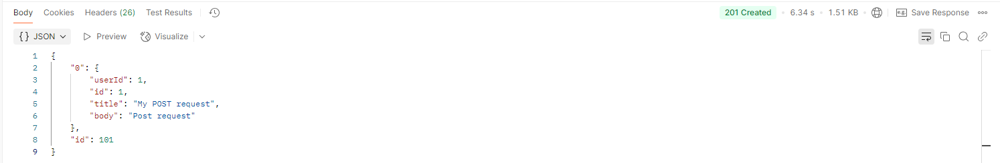 Body Cookies Headers (26) Test Results 201 Created • 6.34 s • 1.51 KB • e.g. Save Response
{} JSON Preview Visualize
1 {
2 "0": {
3 "userId": 1,
4 "id": 1,
5 "title": "My POST request",
6 "body": "Post request"
7 },
8 "id": 101
9 }